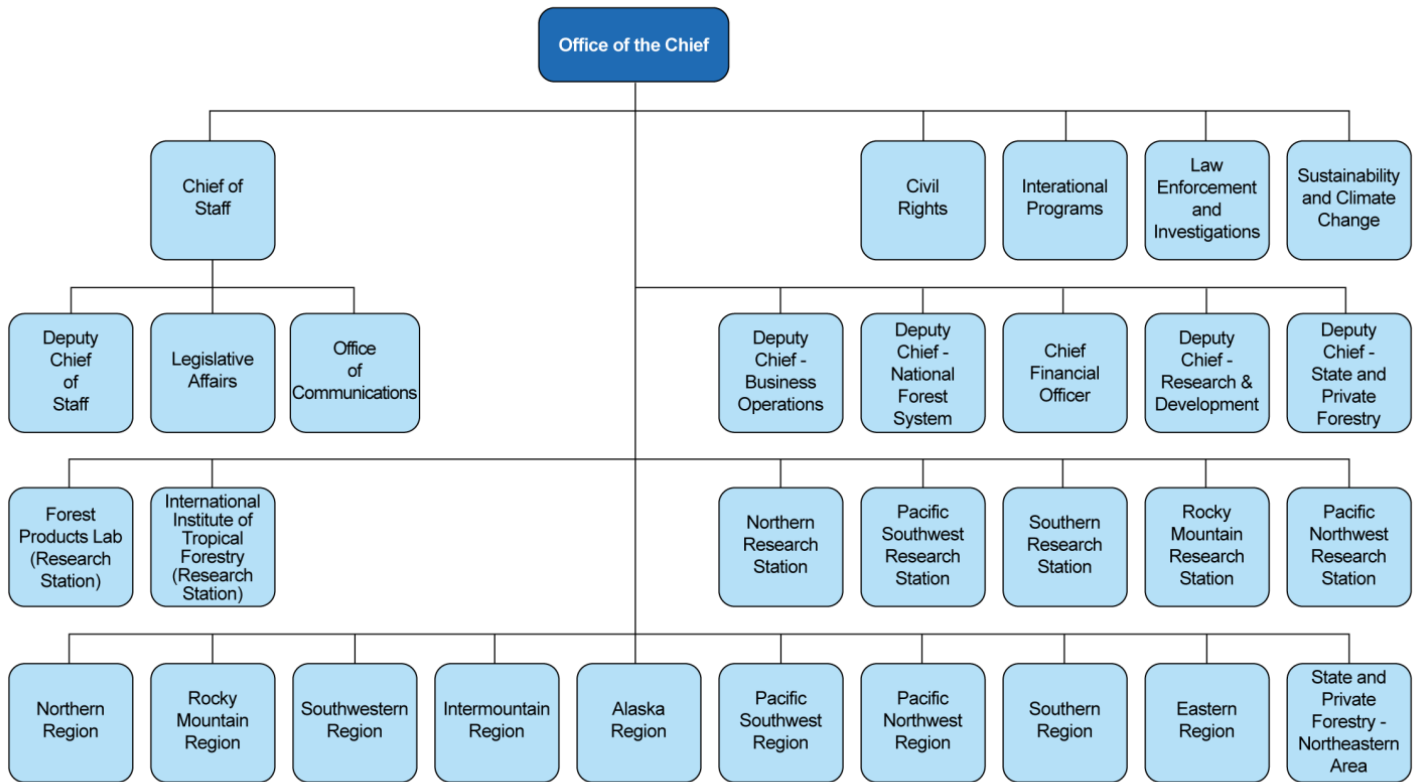 Office of the Chief
Chief of
Staff
Civil
Rights
Interational
Programs
Law
Enforcement
and
Investigations
Sustainability
and Climate
Change
Deputy
Chief
of
Staff
Legislative
Affairs
Office
of
Communications
Deputy
Chief -
Business
Operations
Deputy
Chief -
National
Forest
System
Chief
Financial
Officer
Deputy
Chief -
Research &
Development
Deputy
Chief -
State and
Private
Forestry
Forest
Products Lab
(Research
Station)
International
Institute of
Tropical
Forestry
(Research
Station)
Northern
Research
Station
Pacific
Southwest
Research
Station
Southern
Research
Station
Rocky
Mountain
Research
Station
Pacific
Northwest
Research
Station
Northern
Region
Rocky
Mountain
Region
Southwestern
Region
Intermountain
Region
Alaska
Region
Pacific
Southwest
Region
Pacific
Northwest
Region
Southern
Region
Eastern
Region
State and
Private
Forestry -
Northeastern
Area